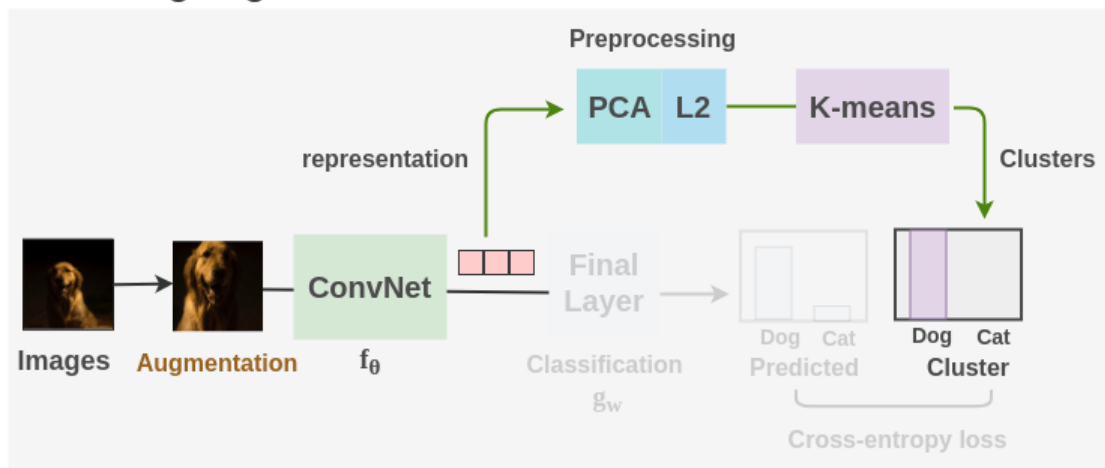 Preprocessing
PCA L2
K-means
representation
Clusters
ConvNet
Final
Layer
Dog Cat
Dog Cat
Images
Augmentation
fθ
Classification
gw
Predicted
Cluster
Cross-entropy loss